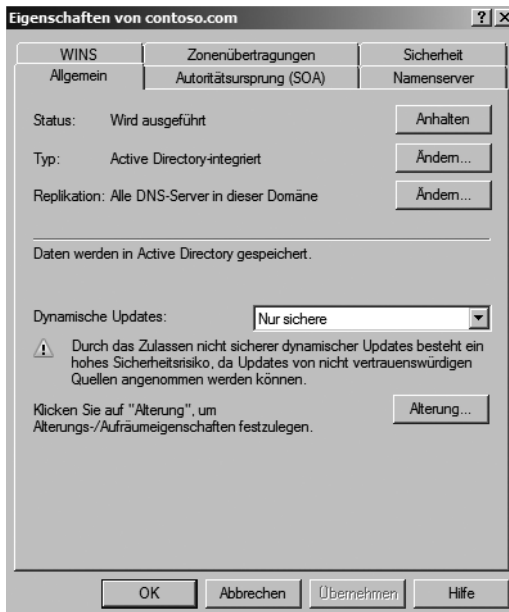 Eigenschaften von contoso.com
WINS Zonenübertragungen Sicherheit
Allgemein Autoritätsursprung (SOA) Namenserver
Status: Wird ausgeführt Anhalten
Typ: Active Directory-integriert Ändern...
Replikation: Alle DNS-Server in dieser Domäne Ändern...
Daten werden in Active Directory gespeichert.
Dynamische Updates: Nur sichere
Durch das Zulassen nicht sicherer dynamischer Updates besteht ein
hohes Sicherheitsrisiko, da Updates von nicht vertrauenswürdigen
Quellen angenommen werden können.
Klicken Sie auf "Alterung", um
Alterungs-/Aufräumeigenschaften festzulegen.
Alterung...
OK Abbrechen Übernehmen Hilfe